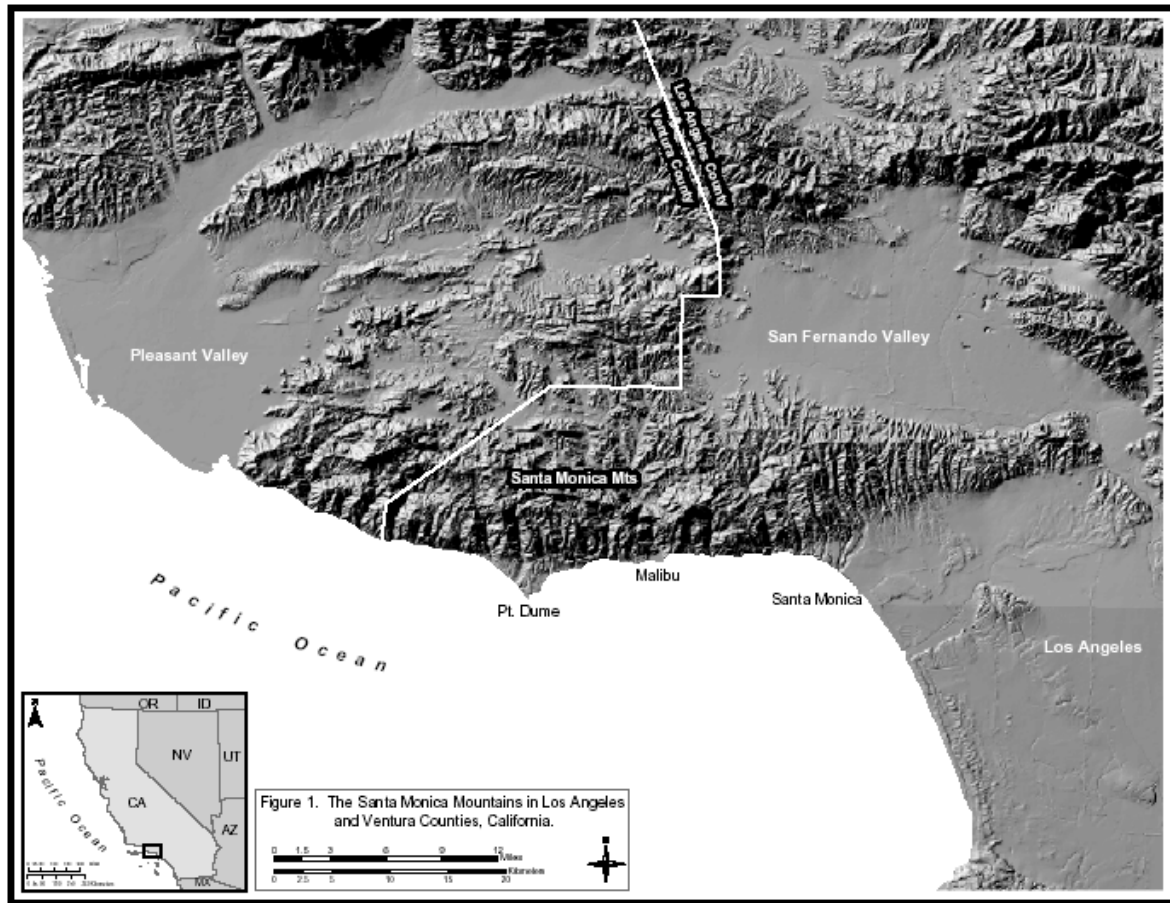 Los Angeles County
Ventura County
Pleasant Valley
San Fernando Valley
Santa Monica Mts
Malibu
Pt. Dume
Santa Monica
Los Angeles
Pacific Ocean
OR
ID
NV
UT
CA
AZ
MX
Pacific Ocean
Figure 1. The Santa Monica Mountains in Los Angeles
and Ventura Counties, California.
0 1.5 3 6 9 12
Miles
0 2.5 5 10 15 20
Kilometers